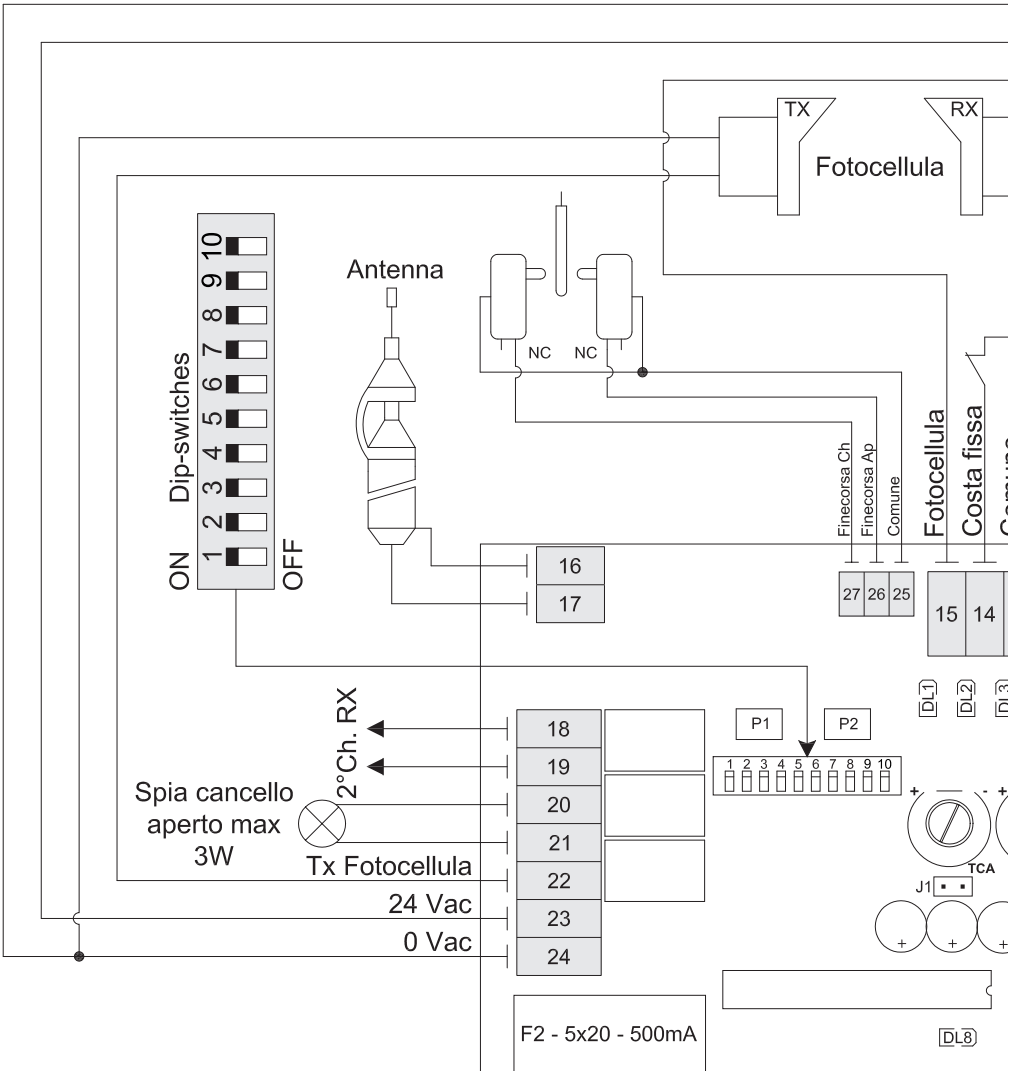 TX
RX
Fotocellula
10
9
8
7
6
5
4
3
2
1
Dip-switches
ON
OFF
Antenna
NC
NC
Finecorsa Ch
Finecorsa Ap
Comune
Fotocellula
Costa fissa
16
17
27
26
25
15
14
DL1
DL2
DL3
2°Ch. RX
P1
P2
18
19
20
21
22
23
24
1 2 3 4 5 6 7 8 9 10
Spia cancello
aperto max
3W
Tx Fotocellula
24 Vac
0 Vac
+ - +
TCA
J1
+ + +
F2 - 5x20 - 500mA
DL8